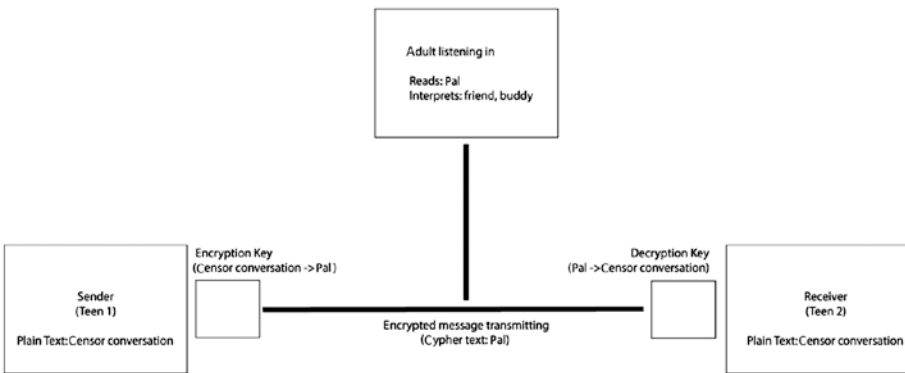 Adult listening in
Reads: Pal
Interprets: friend, buddy
Encryption Key
(Censor conversation ->Pal)
Decryption Key
(Pal ->Censor conversation)
Sender
(Teen 1)
Plain Text:Censor conversation
Encrypted message transmitting
(Cypher text: Pal)
Receiver
(Teen 2)
Plain Text:Censor conversation